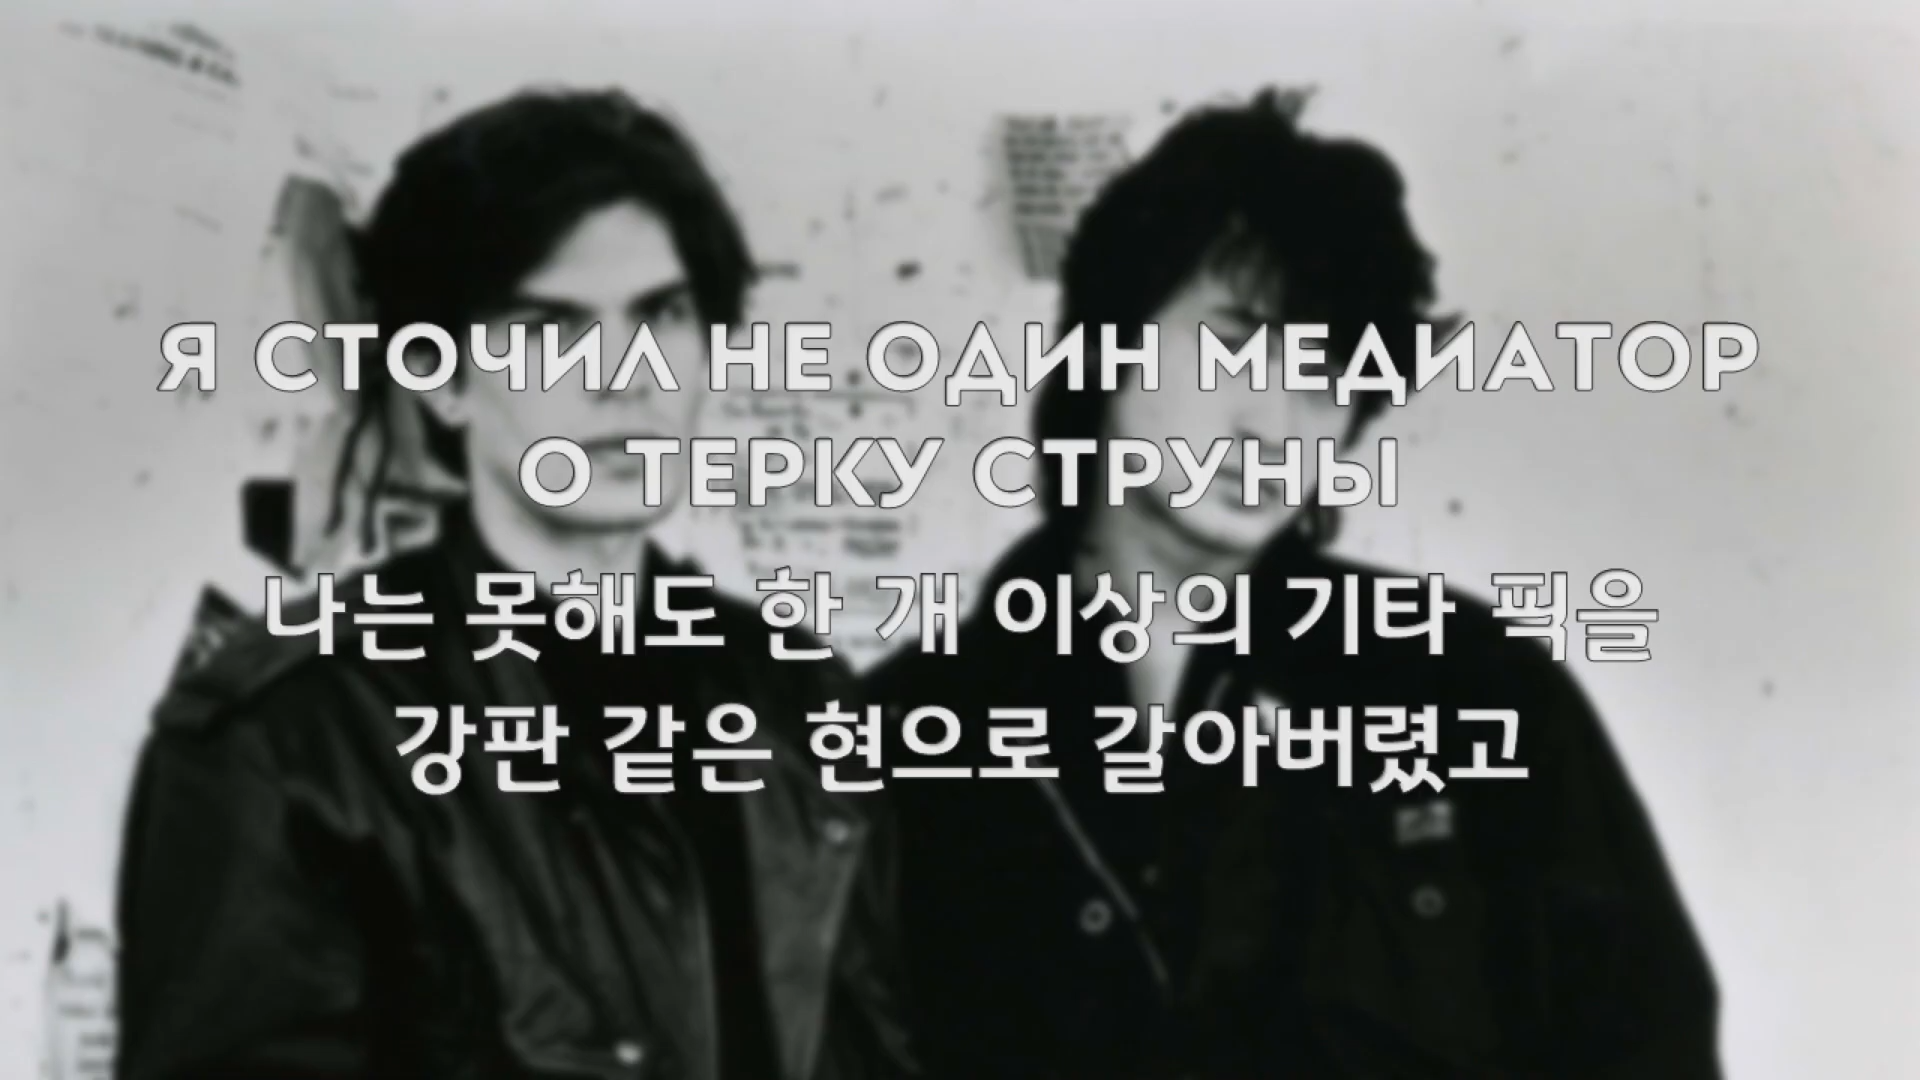 Я СТОЧИЛ НЕ ОДИН МЕДИАТОР
О ТЕРКУ СТРУНЫ
나는 못해도 한 개 이상의 기타 픽을
강판 같은 현으로 갈아버렸고